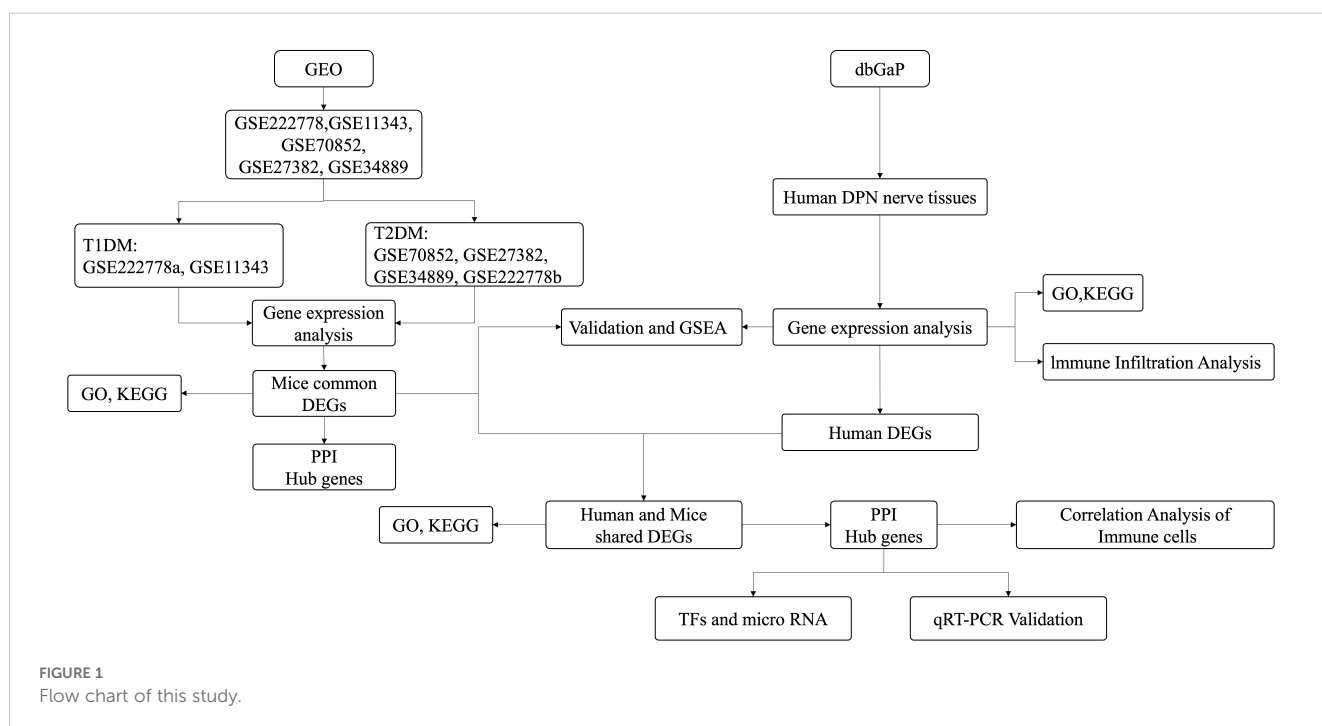 GEO
dbGaP
GSE222778,GSE11343,
GSE70852,
GSE27382, GSE34889
Human DPN nerve tissues
T1DM:
GSE222778a, GSE11343
T2DM:
GSE70852, GSE27382,
GSE34889, GSE222778b
Gene expression
analysis
Validation and GSEA
Gene expression analysis
GO,KEGG
lmmune Infiltration Analysis
GO, KEGG
Mice common
DEGs
Human DEGs
PPI
Hub genes
GO, KEGG
Human and Mice
shared DEGs
PPI
Hub genes
Correlation Analysis of
Immune cells
TFs and micro RNA
qRT-PCR Validation
FIGURE 1
Flow chart of this study.